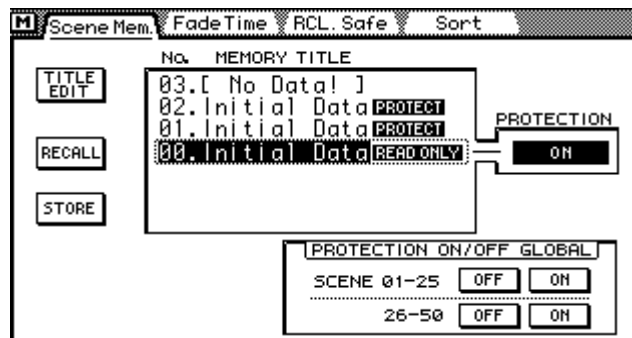 M Scene Mem. Fade Time RCL. Safe Sort
No. MEMORY TITLE
TITLE EDIT
03.[ No Data! ]
02.Initial Data PROTECT
01.Initial Data PROTECT
00.Initial Data READ ONLY
PROTECTION
ON
RECALL
STORE
PROTECTION ON/OFF GLOBAL
SCENE 01-25 OFF ON
26-50 OFF ON